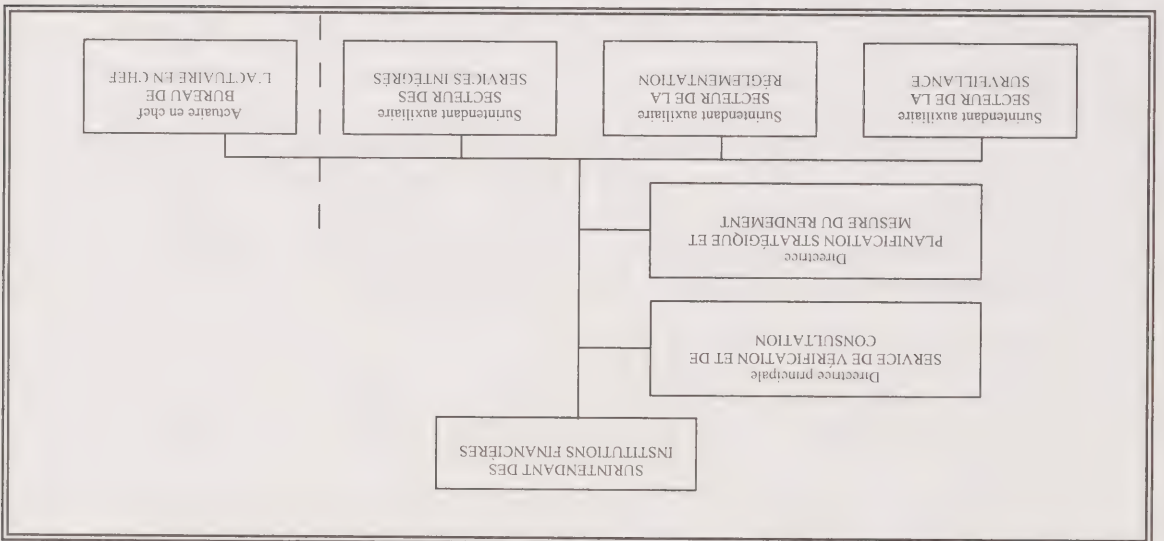 SURINTENDANT DES
INSTITUTIONS FINANCIÈRES
Directrice principale
SERVICE DE VÉRIFICATION ET DE
CONSULTATION
Directrice
PLANIFICATION STRATÉGIQUE ET
MESURE DU RENDEMENT
Surintendant auxiliaire
SECTEUR DE LA
SURVEILLANCE
Surintendant auxiliaire
SECTEUR DE LA
RÉGLEMENTATION
Surintendant auxiliaire
SECTEUR DES
SERVICES INTÉGRÉS
Actuaire en chef
BUREAU DE
L'ACTUAIRE EN CHEF